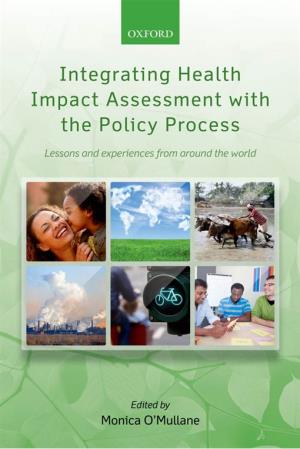 OXFORD
Integrating Health
Impact Assessment with
the Policy Process
Lessons and experiences from around the world
Edited by
Monica O'Mullane